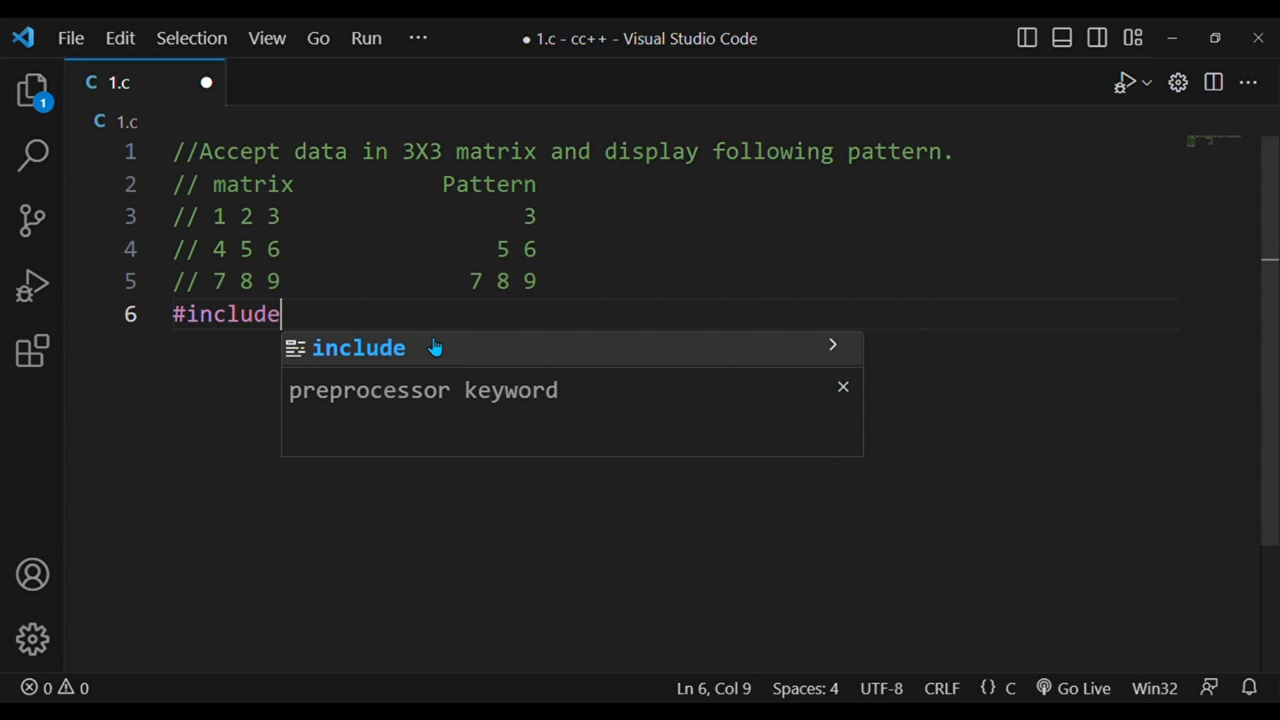 File Edit Selection View Go Run ··· ● 1.c - cc++ - Visual Studio Code
1.c
C 1.c
C 1.c
1 //Accept data in 3X3 matrix and display following pattern.
2 // matrix Pattern
3 // 1 2 3 3
4 // 4 5 6 5 6
5 // 7 8 9 7 8 9
6 #include
include
preprocessor keyword
0 0 Ln 6, Col 9 Spaces: 4 UTF-8 CRLF {} C Go Live Win32